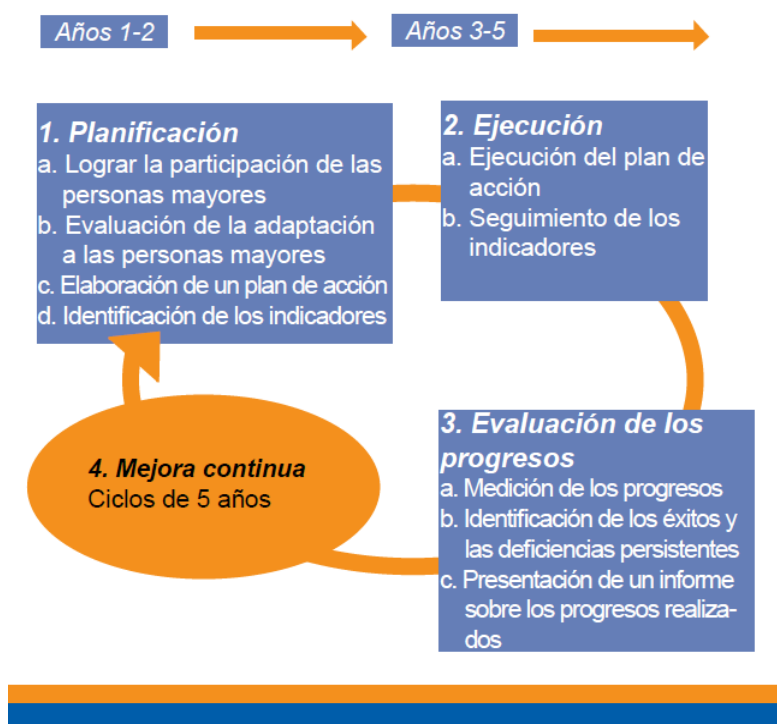 Años 1-2
Años 3-5
1. Planificación
a. Lograr la participación de las
personas mayores
b. Evaluación de la adaptación
a las personas mayores
c. Elaboración de un plan de acción
d. Identificación de los indicadores
2. Ejecución
a. Ejecución del plan de
acción
b. Seguimiento de los
indicadores
3. Evaluación de los
progresos
a. Medición de los progresos
b. Identificación de los éxitos y
las deficiencias persistentes
c. Presentación de un informe
sobre los progresos realiza-
dos
4. Mejora continua
Ciclos de 5 años